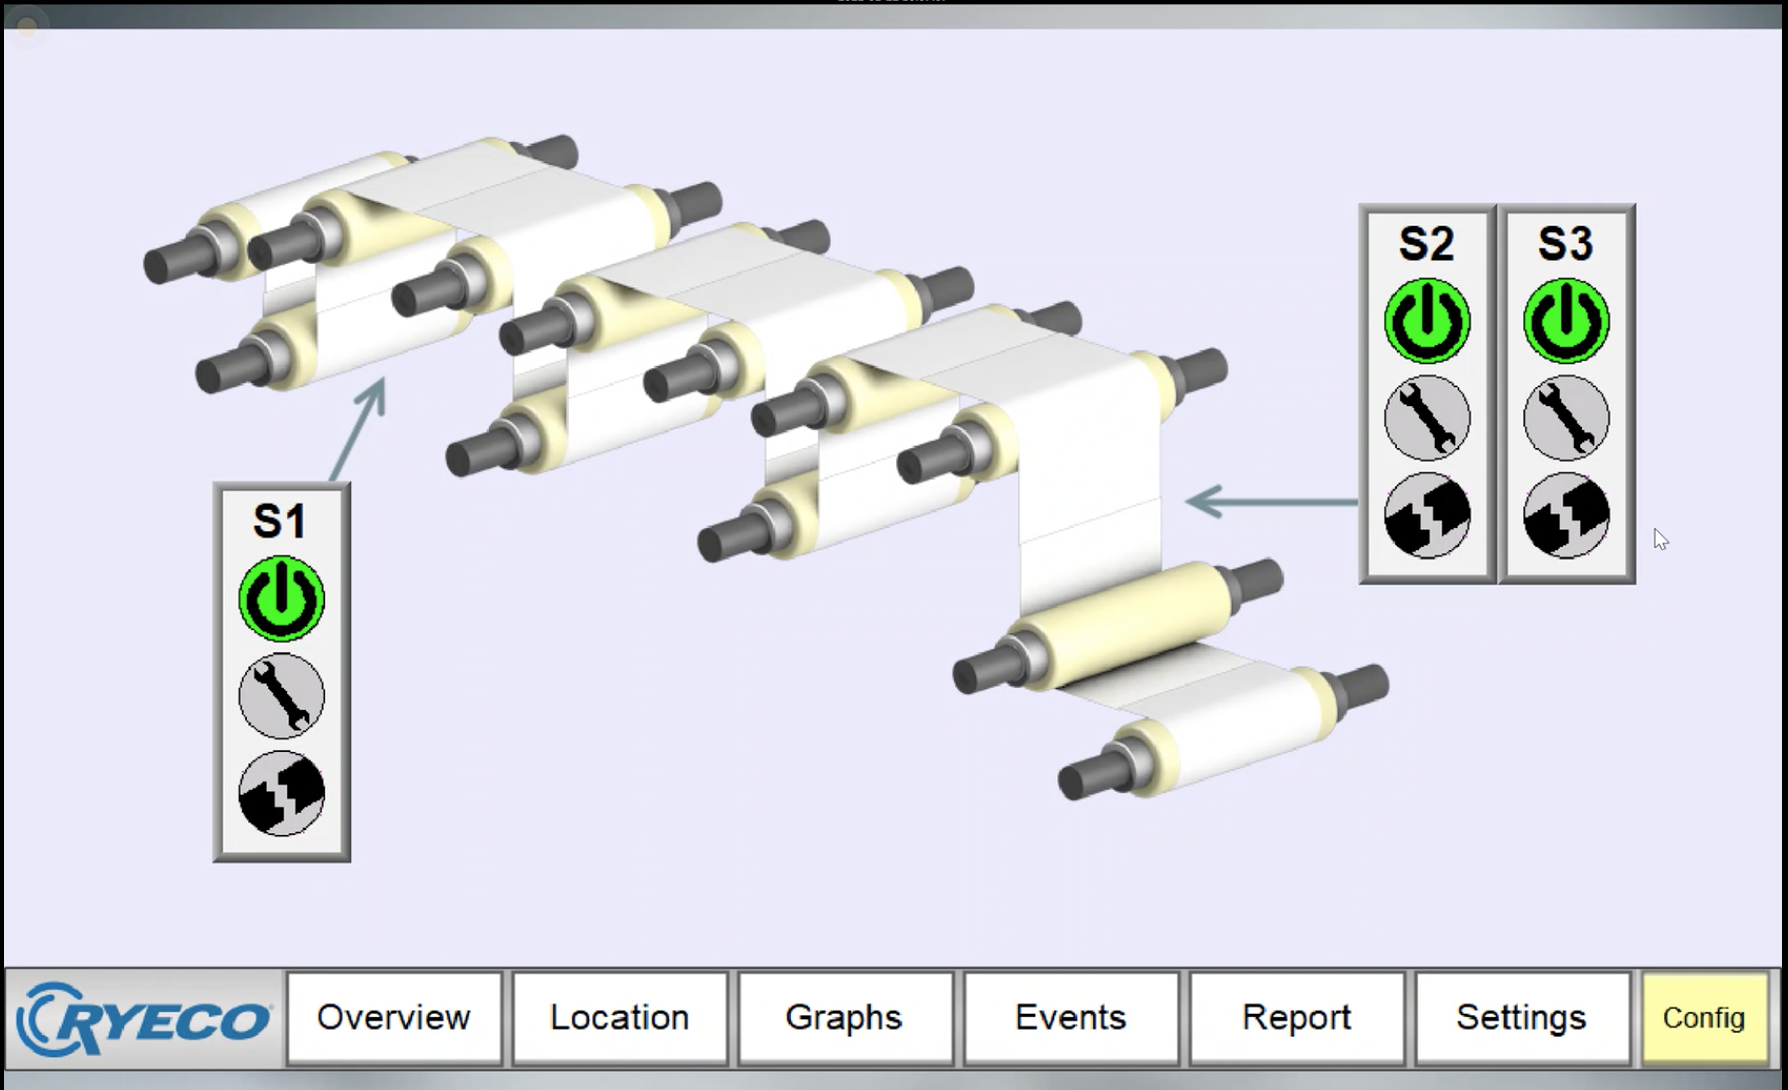 S2
S3
S1
RYECO
Overview
Location
Graphs
Events
Report
Settings
Config